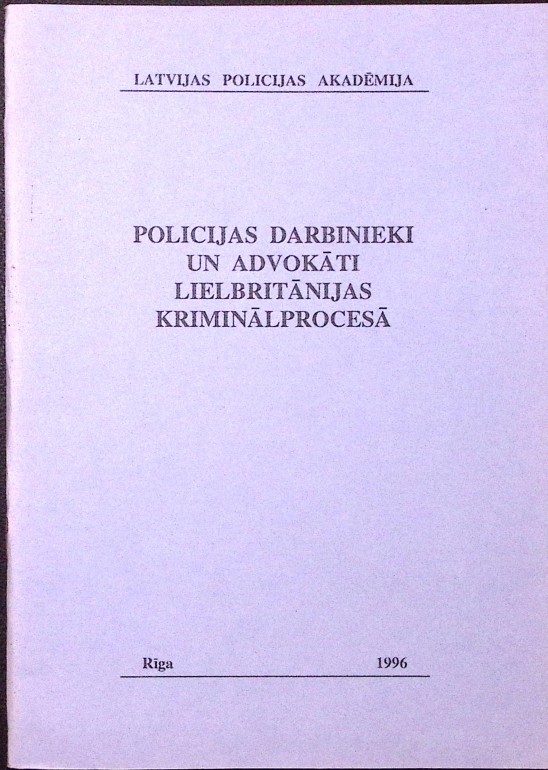 LATVIJAS POLICIJAS AKADĒMIJA
POLICIJAS DARBINIEKI
UN ADVOKĀTI
LIELBRITĀNIJAS
KRIMINĀLPROCESĀ
Rīga 1996